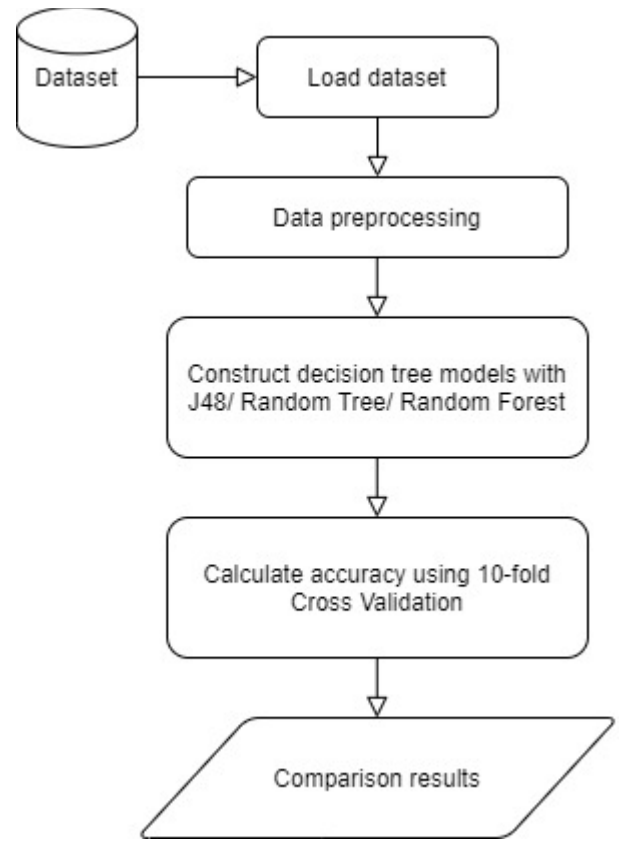 Dataset
Load dataset
Data preprocessing
Construct decision tree models with
J48/ Random Tree/ Random Forest
Calculate accuracy using 10-fold
Cross Validation
Comparison results